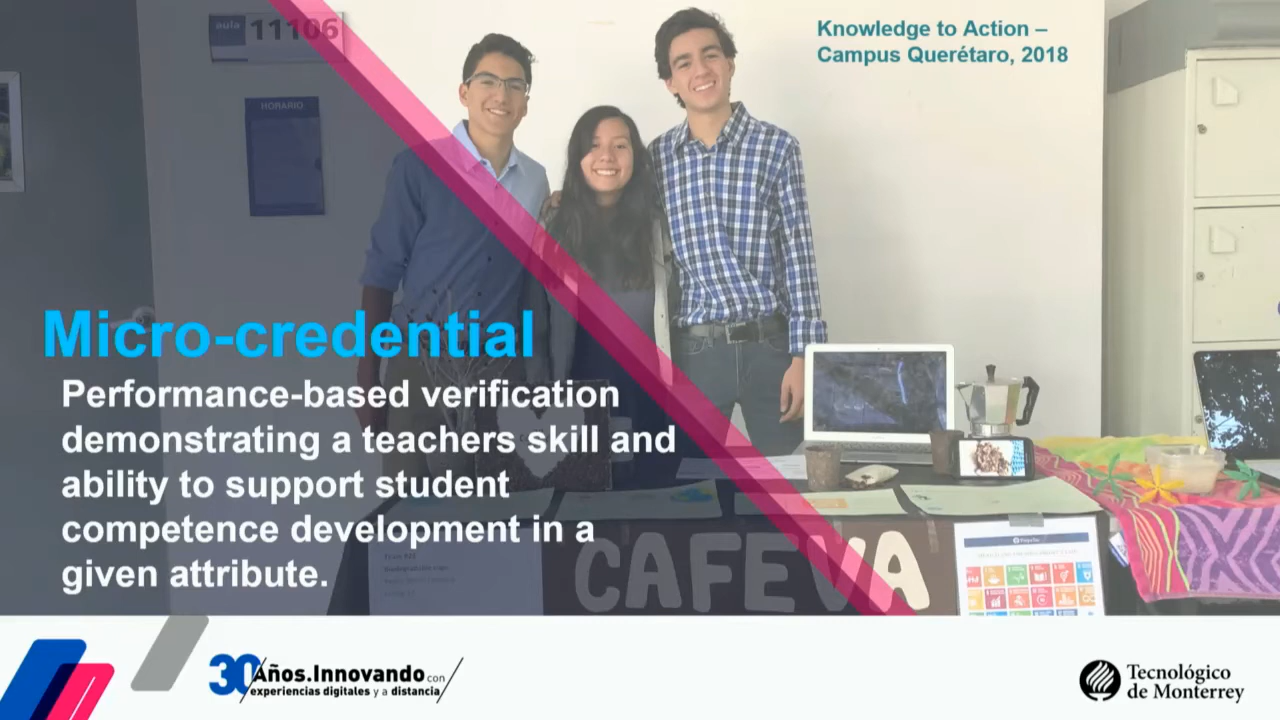 aula 11106
HORARIO
Knowledge to Action –
Campus Querétaro, 2018
Micro-credential
Performance-based verification
demonstrating a teachers skill and
ability to support student
competence development in a
given attribute.
CAFEVA
30 Años.Innovando con
experiencias digitales y a distancia
Tecnológico
de Monterrey